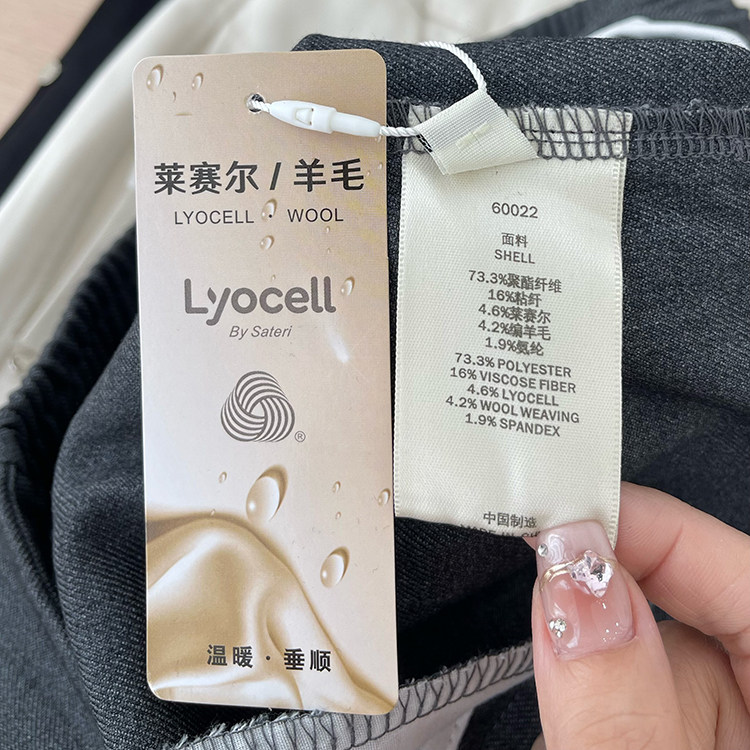 莱赛尔 / 羊毛
LYOCELL · WOOL
Lyocell
By Sateri
®
温暖 · 垂顺
60022
面料
SHELL
73.3%聚酯纤维
16%粘纤
4.6%莱赛尔
4.2%编羊毛
1.9%氨纶
73.3% POLYESTER
16% VISCOSE FIBER
4.6% LYOCELL
4.2% WOOL WEAVING
1.9% SPANDEX
中国制造